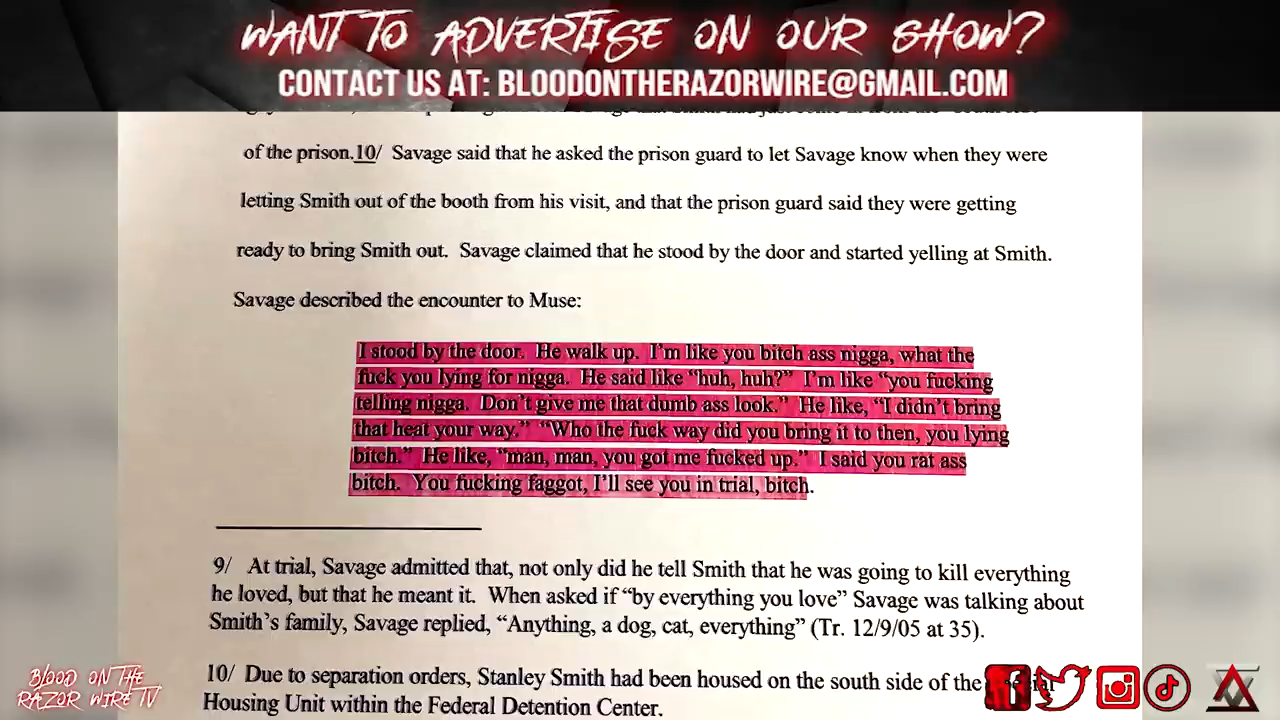 WANT TO ADVERTISE ON OUR SHOW?
CONTACT US AT: BLOODONTHERAZORWIRE@GMAIL.COM
of the prison.10/ Savage said that he asked the prison guard to let Savage know when they were
letting Smith out of the booth from his visit, and that the prison guard said they were getting
ready to bring Smith out. Savage claimed that he stood by the door and started yelling at Smith.
Savage described the encounter to Muse:
I stood by the door. He walk up. I'm like you bitch ass nigga, what the
fuck you lying for nigga. He said like "huh, huh?" I'm like "you fucking
telling nigga. Don't give me that dumb ass look." He like, "I didn't bring
that heat your way." "Who the fuck way did you bring it to then, you lying
bitch." He like, "man, man, you got me fucked up." I said you rat ass
bitch. You fucking faggot, I'll see you in trial, bitch.
9/ At trial, Savage admitted that, not only did he tell Smith that he was going to kill everything
he loved, but that he meant it. When asked if "by everything you love" Savage was talking about
Smith's family, Savage replied, "Anything, a dog, cat, everything" (Tr. 12/9/05 at 35).
10/ Due to separation orders, Stanley Smith had been housed on the south side of the
Housing Unit within the Federal Detention Center.
BLOOD ON THE
RAZOR WIRE TV